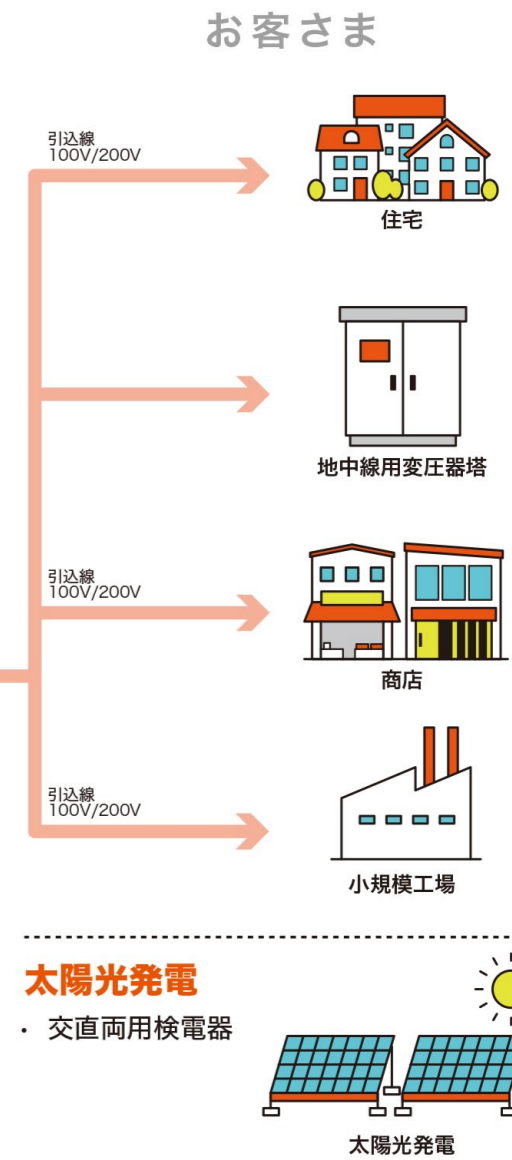 お客さま
引込線
100V/200V
住宅
地中線用変圧器塔
引込線
100V/200V
商店
引込線
100V/200V
小規模工場
太陽光発電
・ 交直両用検電器
太陽光発電